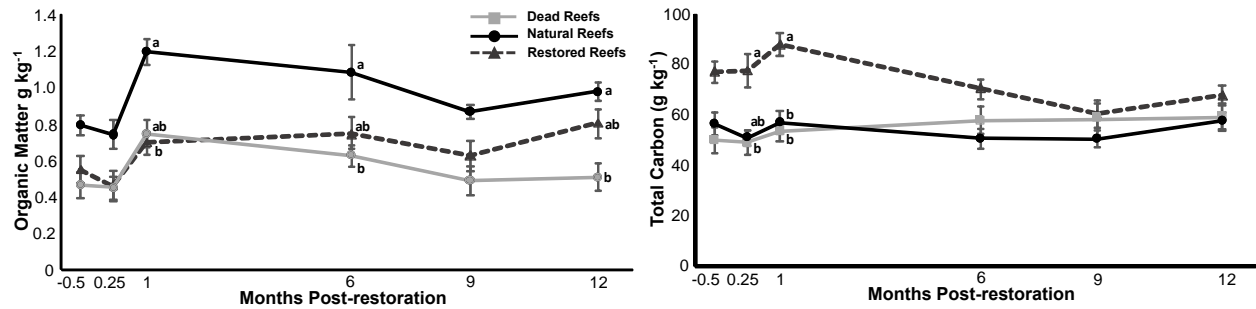 Organic Matter g kg-1
1.4
1.2
1.0
0.8
0.6
0.4
0.2
0
Dead Reefs
Natural Reefs
Restored Reefs
a
ab
b
a
ab
b
a
ab
b
-0.5 0.25 1 6 9 12
Months Post-restoration
Total Carbon (g kg-1)
100
80
60
40
20
0
a
ab
b
a
b
b
-0.5 0.25 1 6 9 12
Months Post-restoration